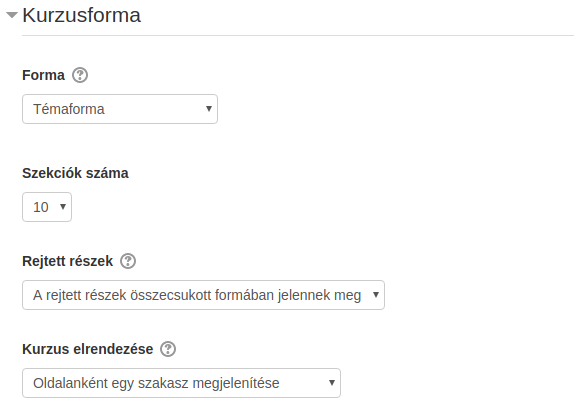 Kurzusforma
Forma
Témaforma
Szekciók száma
10
Rejtett részek
A rejtett részek összecsukott formában jelennek meg
Kurzus elrendezése
Oldalanként egy szakasz megjelenítése